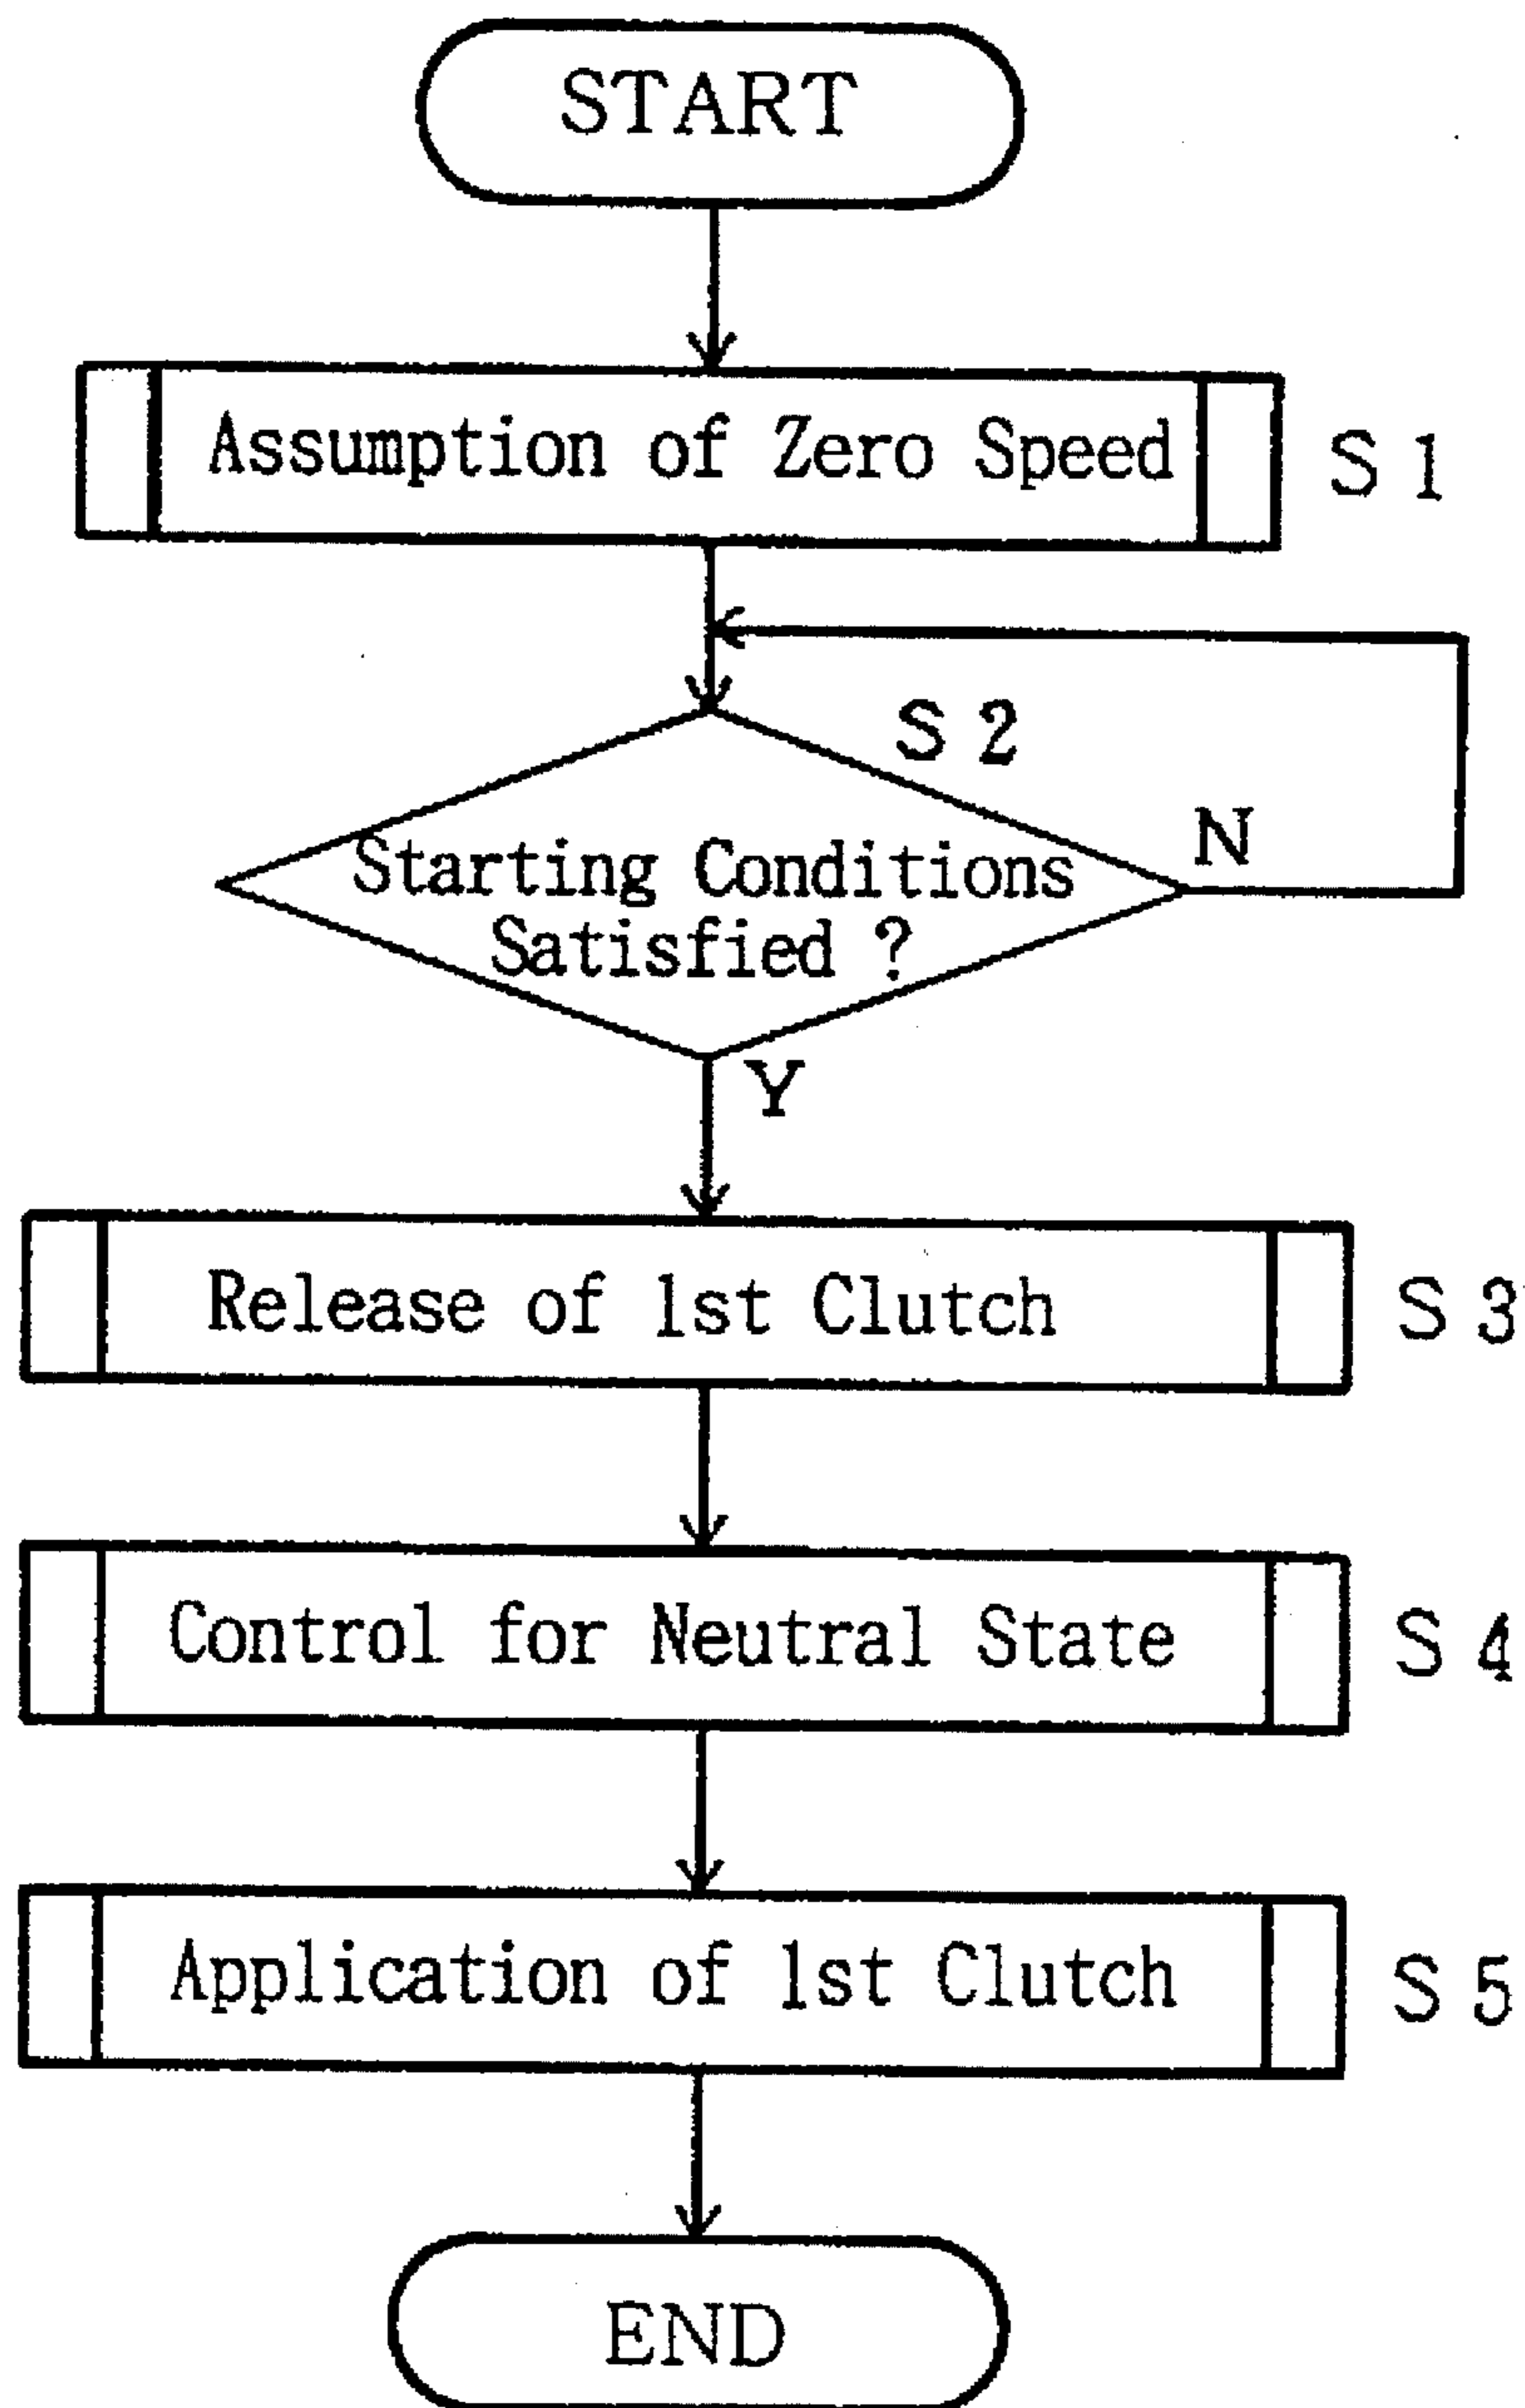 START
Assumption of Zero Speed
S 1
S 2
N
Starting Conditions
Satisfied ?
Y
Release of 1st Clutch
S 3
Control for Neutral State
S 4
Application of 1st Clutch
S 5
END